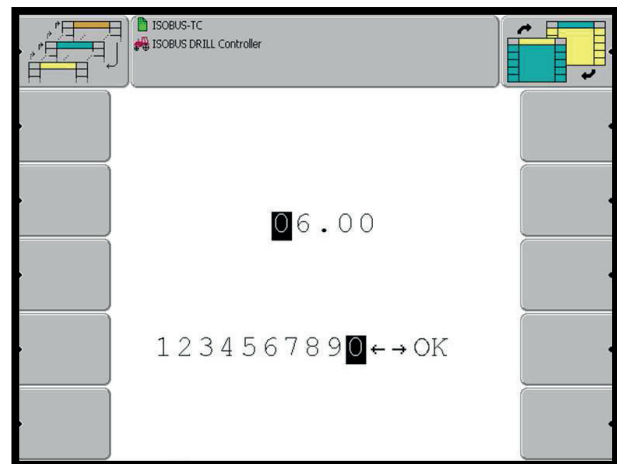 ISOBUS-TC
ISOBUS DRILL Controller
06.00
1234567890←→OK